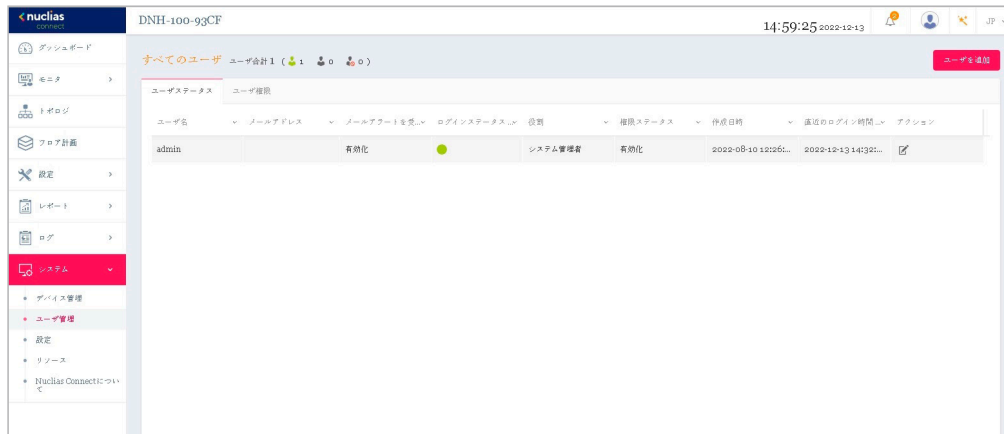 nuclias
connect
DNH-100-93CF
14:59:25 2022-12-13
2
JP
ダッシュボード
モニタ
トポロジ
フロア計画
設定
レポート
ログ
システム
デバイス管理
ユーザ管理
設定
リソース
Nuclias Connectについて
すべてのユーザ ユーザ合計 1 ( 1 0 0 )
ユーザを追加
ユーザステータス ユーザ権限
ユーザ名 メールアドレス メールアラートを受... ログインステータス... 役割 権限ステータス 作成日時 直近のログイン時間... アクション
admin 有効化 システム管理者 有効化 2022-08-10 12:26:... 2022-12-13 14:32:...